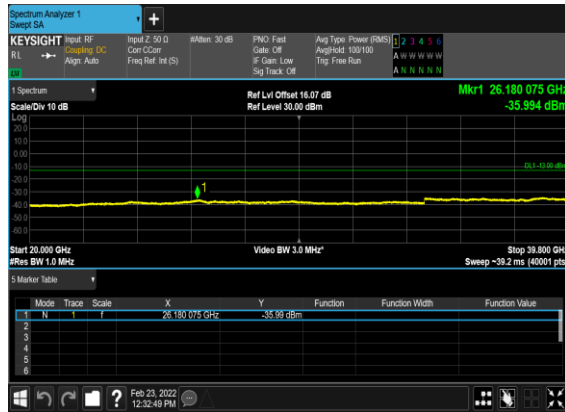 Spectrum Analyzer 1
Swept SA
+
KEYSIGHT Input: RF Input Z: 50 Ω #Atten: 30 dB PNO: Fast Avg Type: Power (RMS) 1 2 3 4 5 6
RL Coupling: DC Corr CCorr Gate: Off Avg|Hold: 100/100 A W W W W W
Align: Auto Freq Ref: Int (S) IF Gain: Low Trig: Free Run
Sig Track: Off A N N N N N
1 Spectrum Ref Lvl Offset 16.07 dB Mkr1 26.180 075 GHz
Scale/Div 10 dB Ref Level 30.00 dBm -35.994 dBm
Log
20.0
10.0
0.00
-10.0 DL1 -13.00 dBm
-20.0
-30.0 1
-40.0
-50.0
-60.0
Start 20.000 GHz Video BW 3.0 MHz* Stop 39.800 GHz
#Res BW 1.0 MHz Sweep ~39.2 ms (40001 pts)
5 Marker Table
Mode Trace Scale X Y Function Function Width Function Value
1 N 1 f 26.180 075 GHz -35.99 dBm
2
3
4
5
6
? Feb 23, 2022
12:32:49 PM